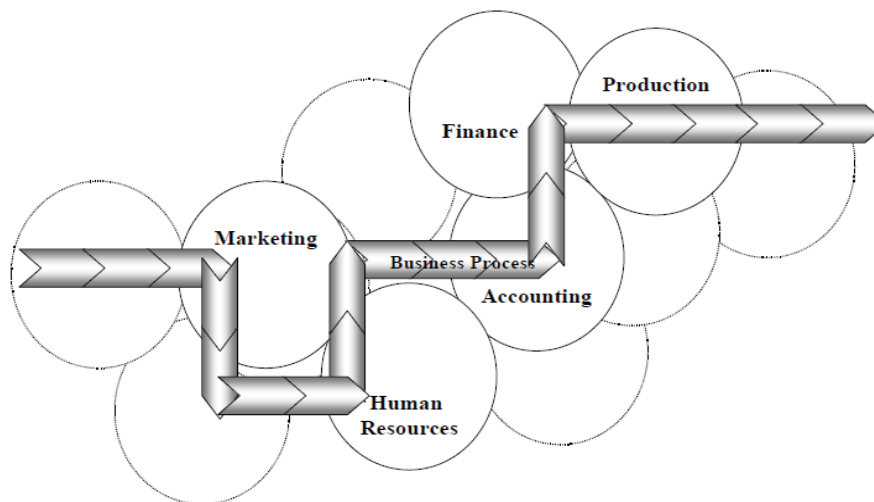 Production
Finance
Marketing
Business Process
Accounting
Human
Resources